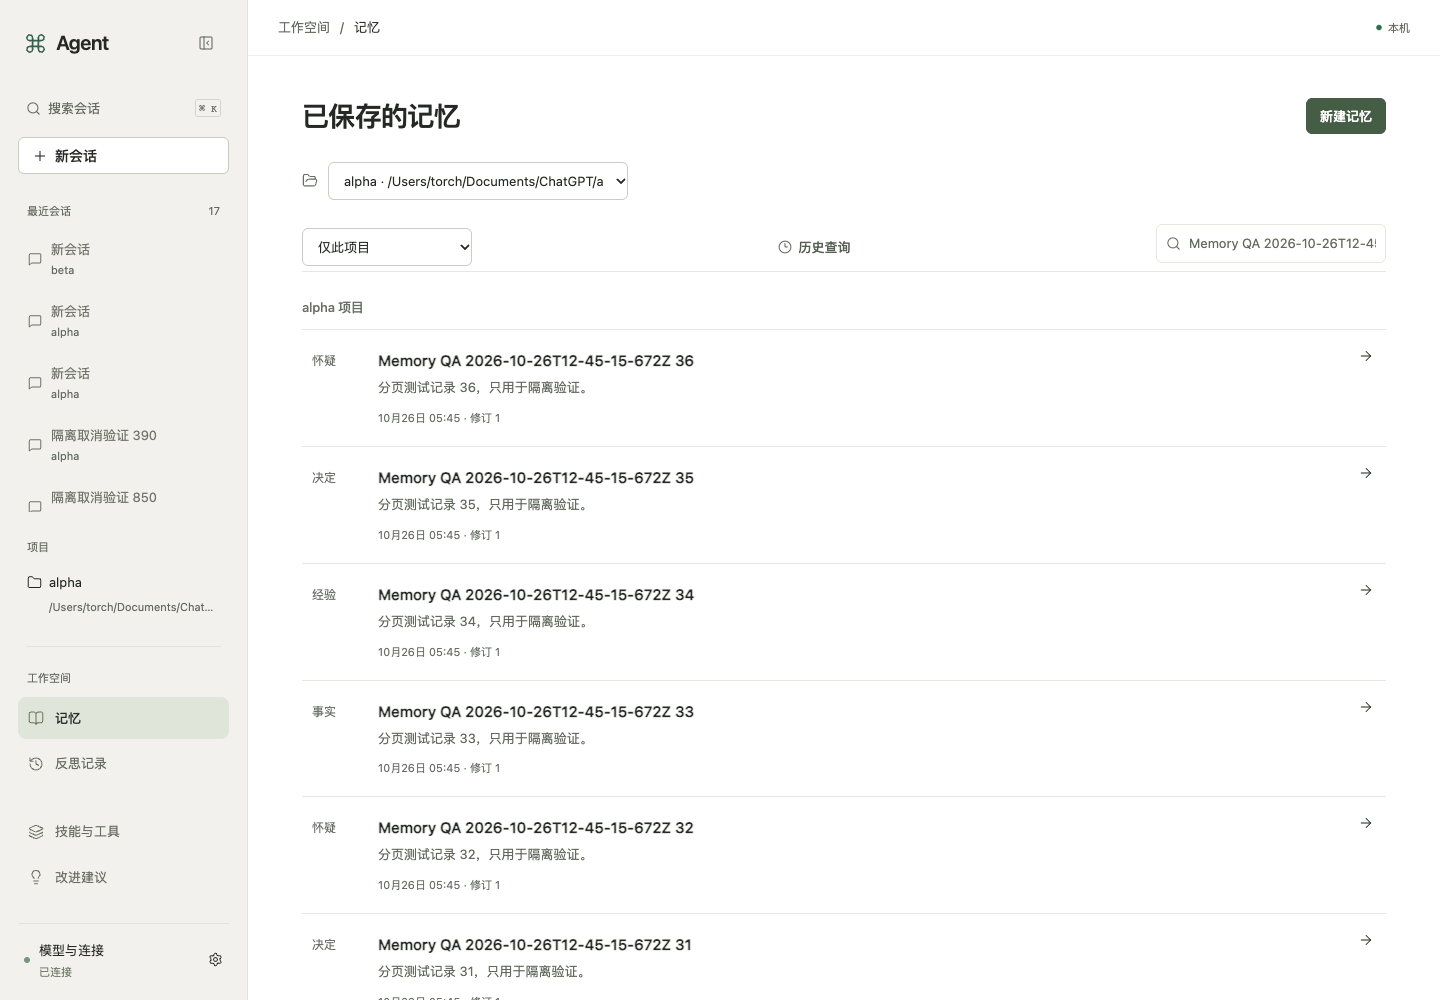 Agent
搜索会话
⌘ K
新会话
最近会话 17
新会话
beta
新会话
alpha
新会话
alpha
隔离取消验证 390
alpha
隔离取消验证 850
项目
alpha
/Users/torch/Documents/Chat...
工作空间
记忆
反思记录
技能与工具
改进建议
模型与连接
已连接
工作空间 / 记忆
本机
已保存的记忆
新建记忆
alpha · /Users/torch/Documents/ChatGPT/a
仅此项目
历史查询
Memory QA 2026-10-26T12-4
alpha 项目
怀疑
Memory QA 2026-10-26T12-45-15-672Z 36
分页测试记录 36，只用于隔离验证。
10月26日 05:45 · 修订 1
决定
Memory QA 2026-10-26T12-45-15-672Z 35
分页测试记录 35，只用于隔离验证。
10月26日 05:45 · 修订 1
经验
Memory QA 2026-10-26T12-45-15-672Z 34
分页测试记录 34，只用于隔离验证。
10月26日 05:45 · 修订 1
事实
Memory QA 2026-10-26T12-45-15-672Z 33
分页测试记录 33，只用于隔离验证。
10月26日 05:45 · 修订 1
怀疑
Memory QA 2026-10-26T12-45-15-672Z 32
分页测试记录 32，只用于隔离验证。
10月26日 05:45 · 修订 1
决定
Memory QA 2026-10-26T12-45-15-672Z 31
分页测试记录 31，只用于隔离验证。